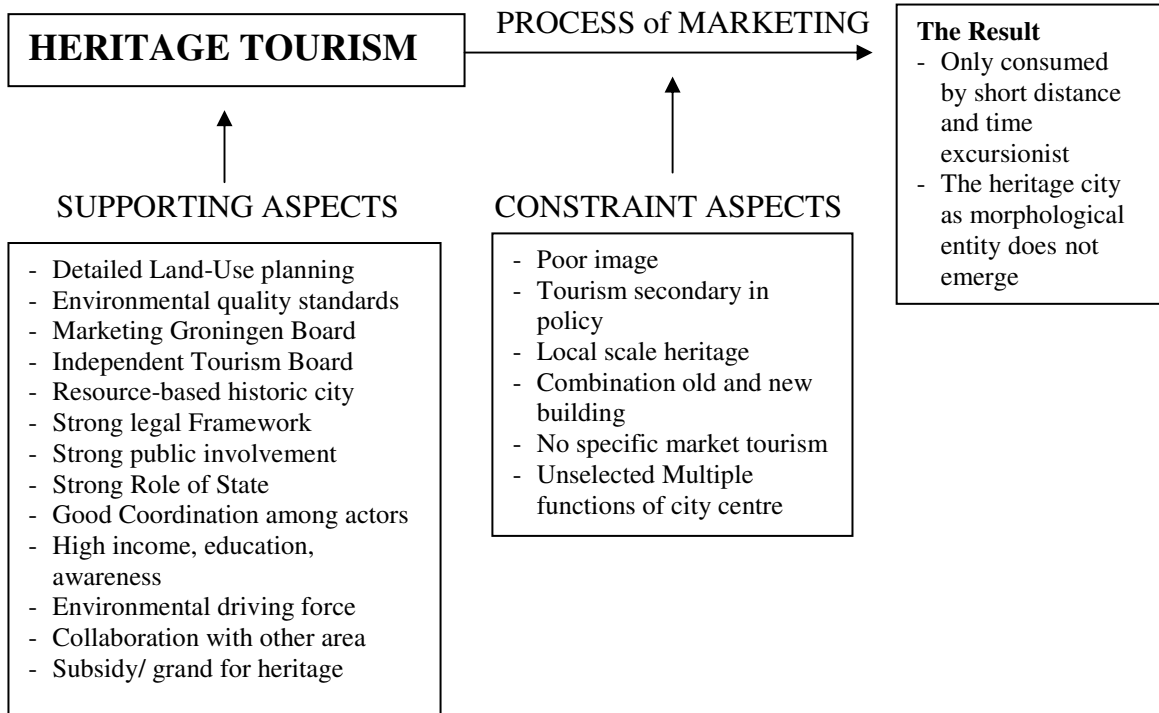 HERITAGE TOURISM
PROCESS of MARKETING
The Result
- Only consumed
by short distance
and time
excursionist
- The heritage city
as morphological
entity does not
emerge
SUPPORTING ASPECTS
- Detailed Land-Use planning
- Environmental quality standards
- Marketing Groningen Board
- Independent Tourism Board
- Resource-based historic city
- Strong legal Framework
- Strong public involvement
- Strong Role of State
- Good Coordination among actors
- High income, education,
awareness
- Environmental driving force
- Collaboration with other area
- Subsidy/ grand for heritage
CONSTRAINT ASPECTS
- Poor image
- Tourism secondary in
policy
- Local scale heritage
- Combination old and new
building
- No specific market tourism
- Unselected Multiple
functions of city centre